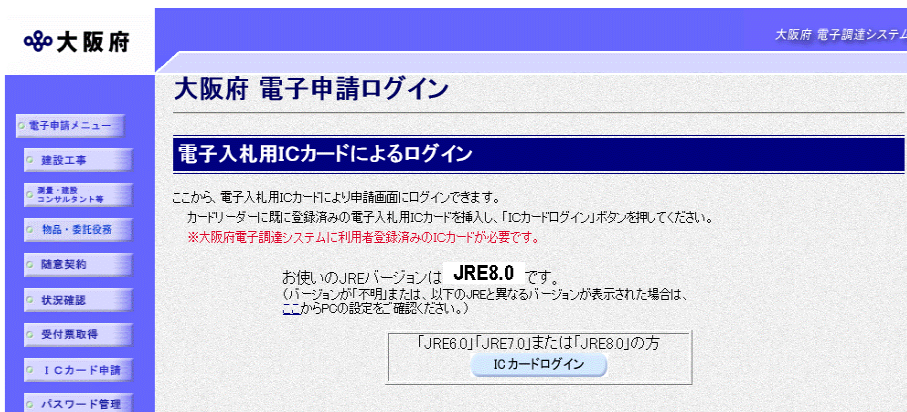 大阪府
大阪府 電子調達システム
電子申請メニュー
建設工事
測量・建設
コンサルタント等
物品・委託役務
随意契約
状況確認
受付票取得
ICカード申請
パスワード管理
大阪府 電子申請ログイン
電子入札用ICカードによるログイン
ここから、電子入札用ICカードにより申請画面にログインできます。
カードリーダーに既に登録済みの電子入札用ICカードを挿入し、「ICカードログイン」ボタンを押してください。
※大阪府電子調達システムに利用者登録済みのICカードが必要です。
お使いのJREバージョンは JRE8.0 です。
(バージョンが「不明」または、以下のJREと異なるバージョンが表示された場合は、
ここからPCの設定をご確認ください。)
「JRE6.0」「JRE7.0」または「JRE8.0」の方
ICカードログイン